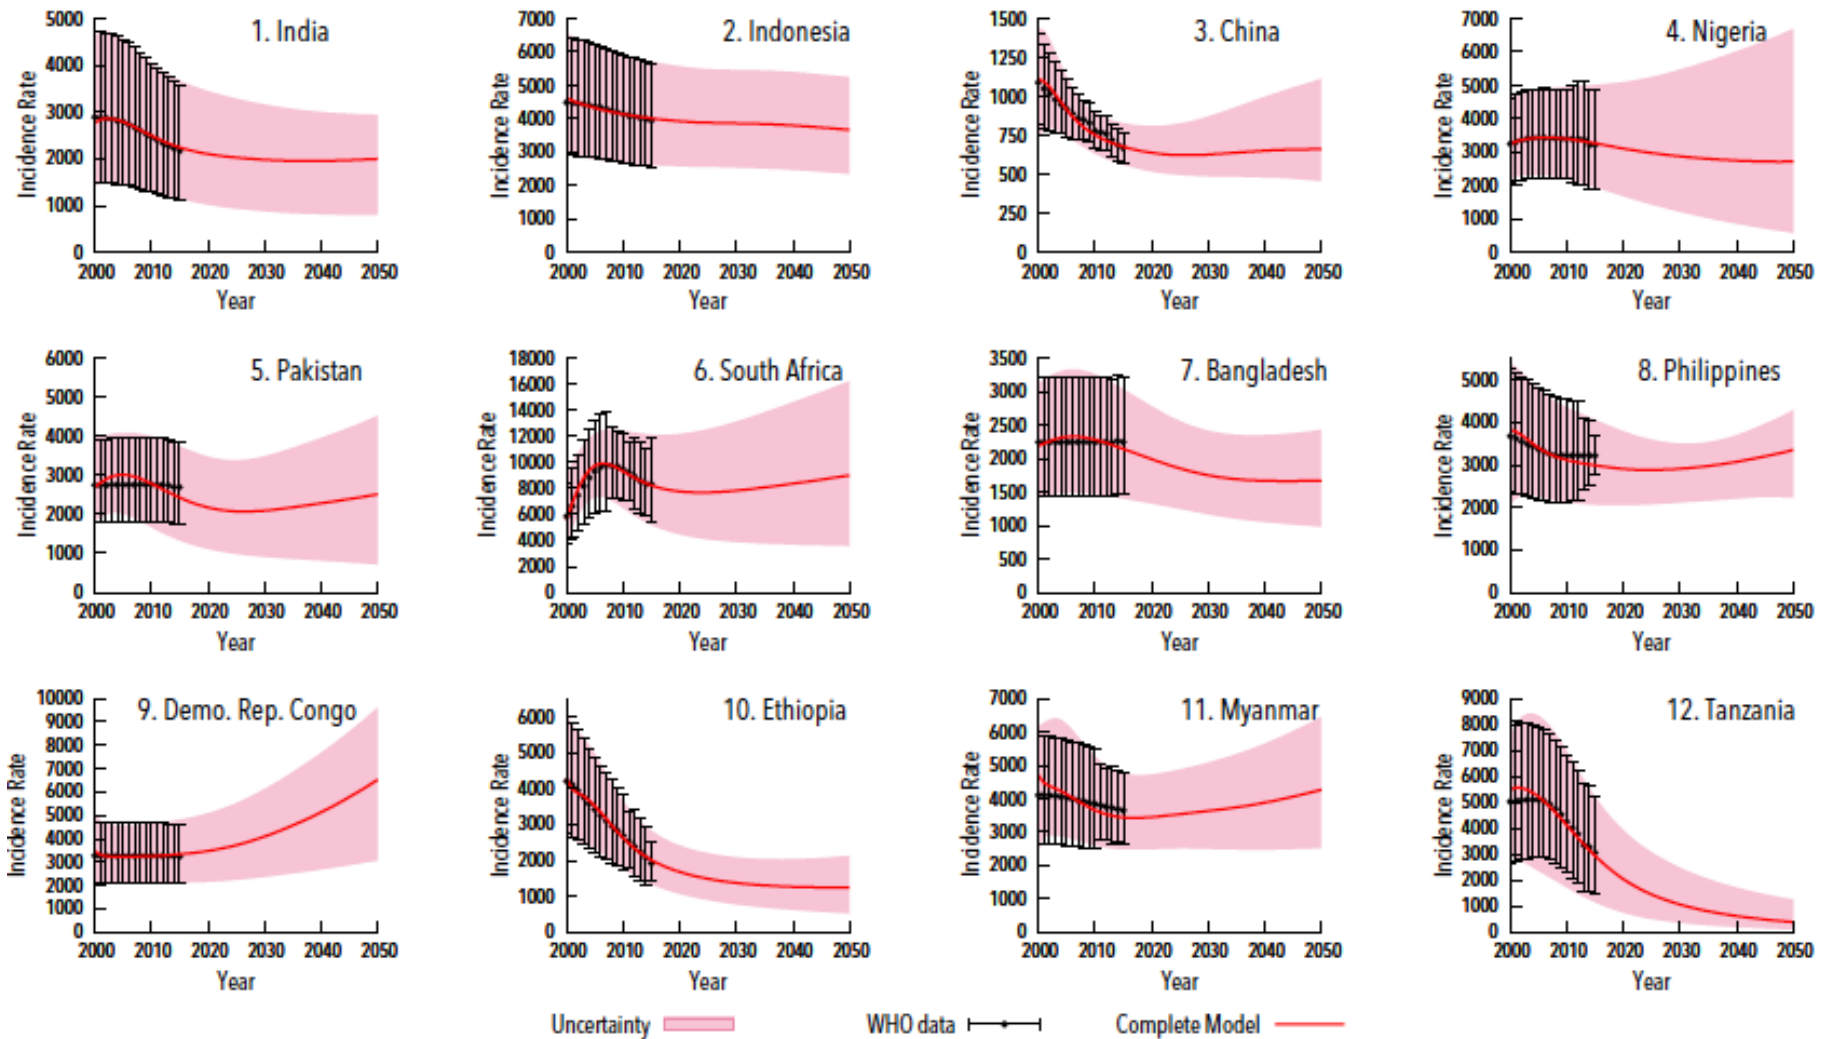 1. India
Incidence Rate
5000
4000
3000
2000
1000
0
2000 2010 2020 2030 2040 2050
Year
2. Indonesia
Incidence Rate
7000
6000
5000
4000
3000
2000
1000
0
2000 2010 2020 2030 2040 2050
Year
3. China
Incidence Rate
1500
1250
1000
750
500
250
0
2000 2010 2020 2030 2040 2050
Year
4. Nigeria
Incidence Rate
7000
6000
5000
4000
3000
2000
1000
0
2000 2010 2020 2030 2040 2050
Year
5. Pakistan
Incidence Rate
6000
5000
4000
3000
2000
1000
0
2000 2010 2020 2030 2040 2050
Year
6. South Africa
Incidence Rate
18000
16000
14000
12000
10000
8000
6000
4000
2000
0
2000 2010 2020 2030 2040 2050
Year
7. Bangladesh
Incidence Rate
3500
3000
2500
2000
1500
1000
500
0
2000 2010 2020 2030 2040 2050
Year
8. Philippines
Incidence Rate
5000
4000
3000
2000
1000
0
2000 2010 2020 2030 2040 2050
Year
9. Demo. Rep. Congo
Incidence Rate
10000
9000
8000
7000
6000
5000
4000
3000
2000
1000
0
2000 2010 2020 2030 2040 2050
Year
10. Ethiopia
Incidence Rate
6000
5000
4000
3000
2000
1000
0
2000 2010 2020 2030 2040 2050
Year
11. Myanmar
Incidence Rate
7000
6000
5000
4000
3000
2000
1000
0
2000 2010 2020 2030 2040 2050
Year
12. Tanzania
Incidence Rate
9000
8000
7000
6000
5000
4000
3000
2000
1000
0
2000 2010 2020 2030 2040 2050
Year
Uncertainty WHO data Complete Model